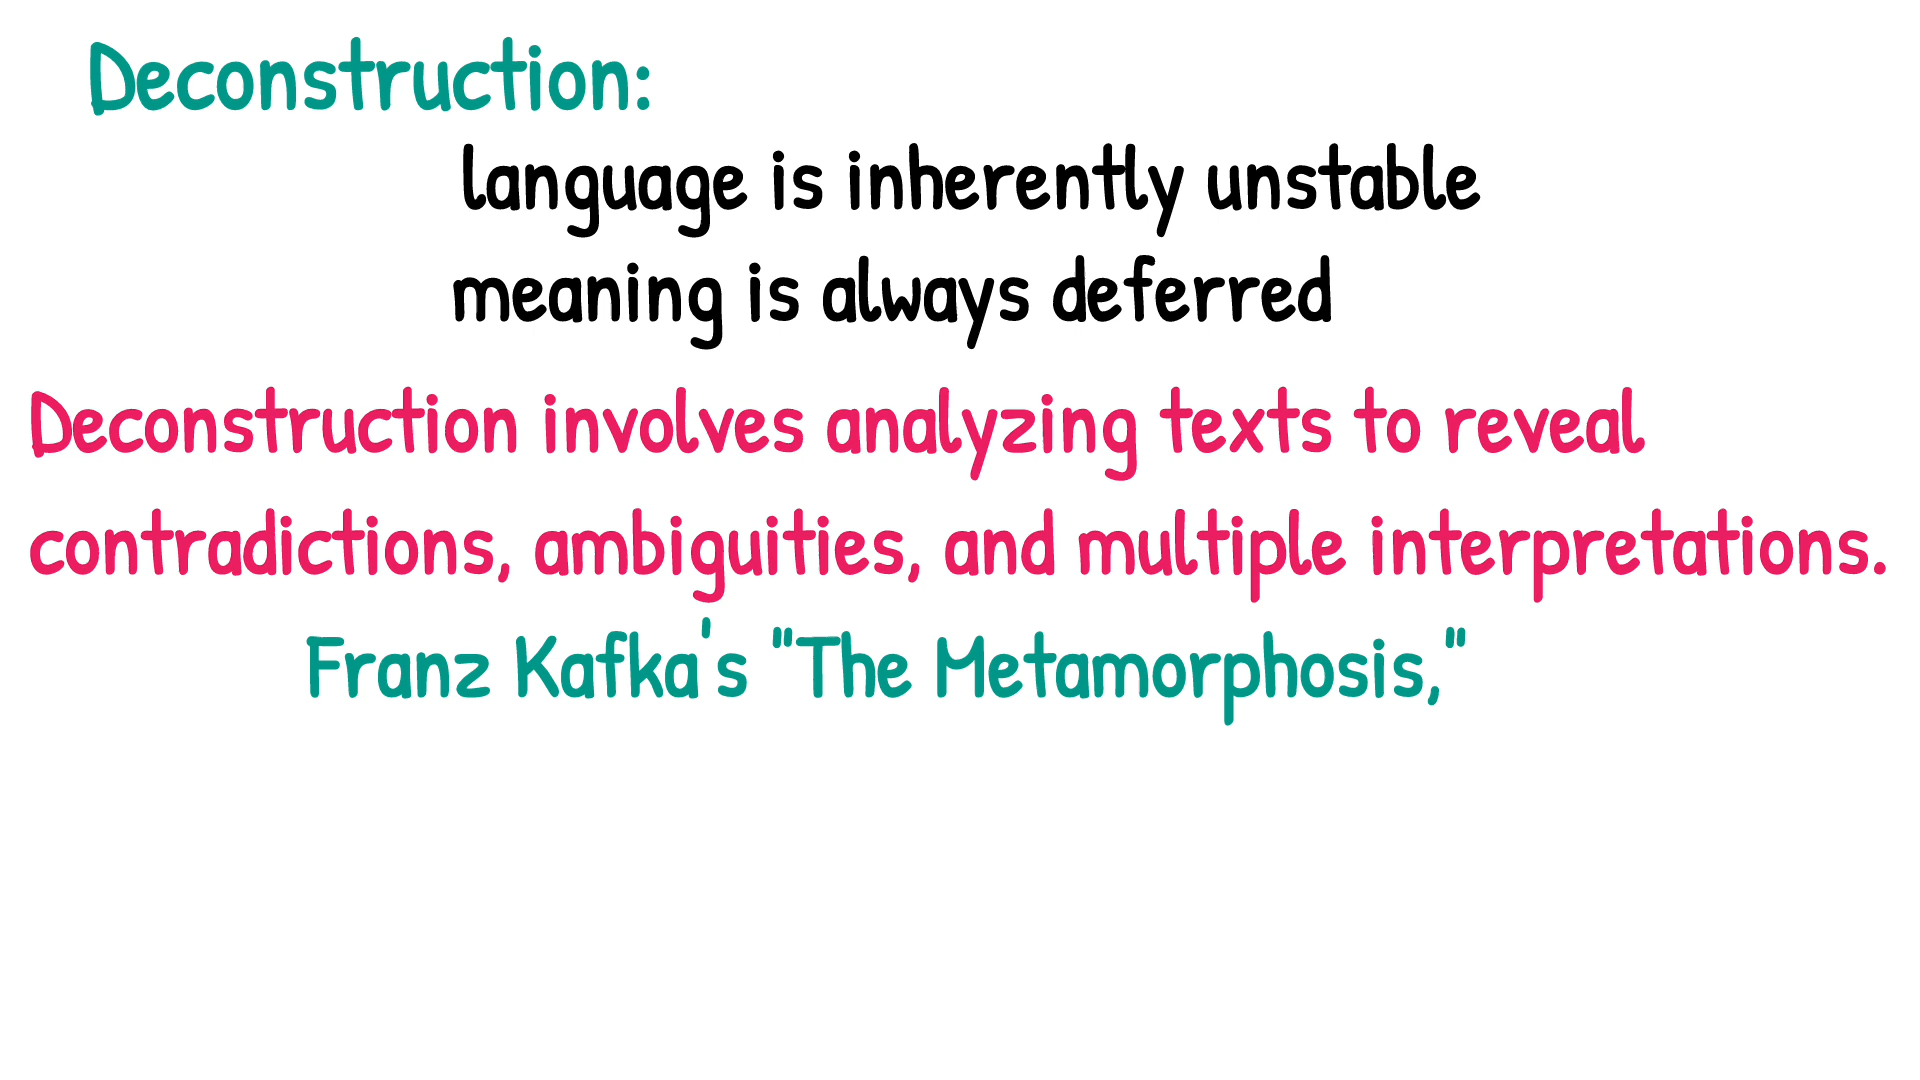 Deconstruction:
language is inherently unstable
meaning is always deferred
Deconstruction involves analyzing texts to reveal
contradictions, ambiguities, and multiple interpretations.
Franz Kafka's "The Metamorphosis,"